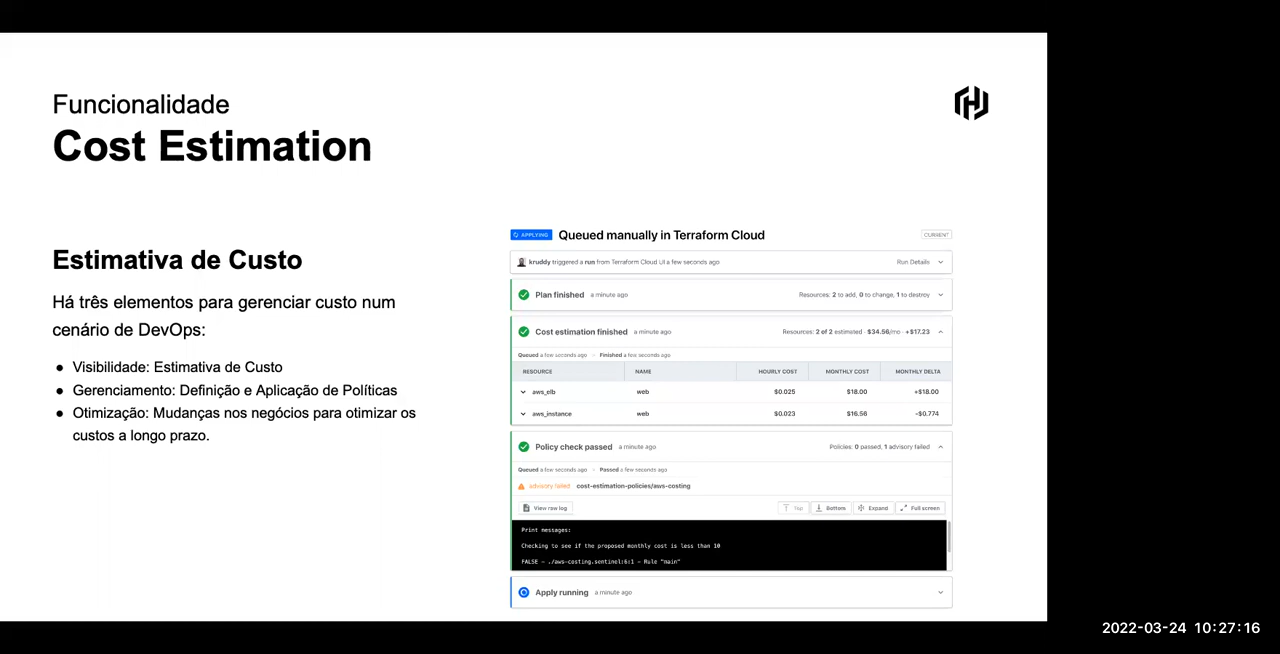 Funcionalidade
Cost Estimation
Estimativa de Custo
Há três elementos para gerenciar custo num
cenário de DevOps:
● Visibilidade: Estimativa de Custo
● Gerenciamento: Definição e Aplicação de Políticas
● Otimização: Mudanças nos negócios para otimizar os
custos a longo prazo.
APPLYING Queued manually in Terraform Cloud CURRENT
kruddy triggered a run from Terraform Cloud UI a few seconds ago Run Details
Plan finished a minute ago Resources: 2 to add, 0 to change, 1 to destroy
Cost estimation finished a minute ago Resources: 2 of 2 estimated · $34.56/mo · +$17.23
Queued a few seconds ago > Finished a few seconds ago
RESOURCE NAME HOURLY COST MONTHLY COST MONTHLY DELTA
aws_elb web $0.025 $18.00 +$18.00
aws_instance web $0.023 $16.56 -$0.774
Policy check passed a minute ago Policies: 0 passed, 1 advisory failed
Queued a few seconds ago > Passed a few seconds ago
advisory failed cost-estimation-policies/aws-costing
View raw log Top Bottom Expand Full screen
Print messages:
Checking to see if the proposed monthly cost is less than 10
FALSE - ./aws-costing.sentinel:6:1 - Rule "main"
Apply running a minute ago
2022-03-24 10:27:16